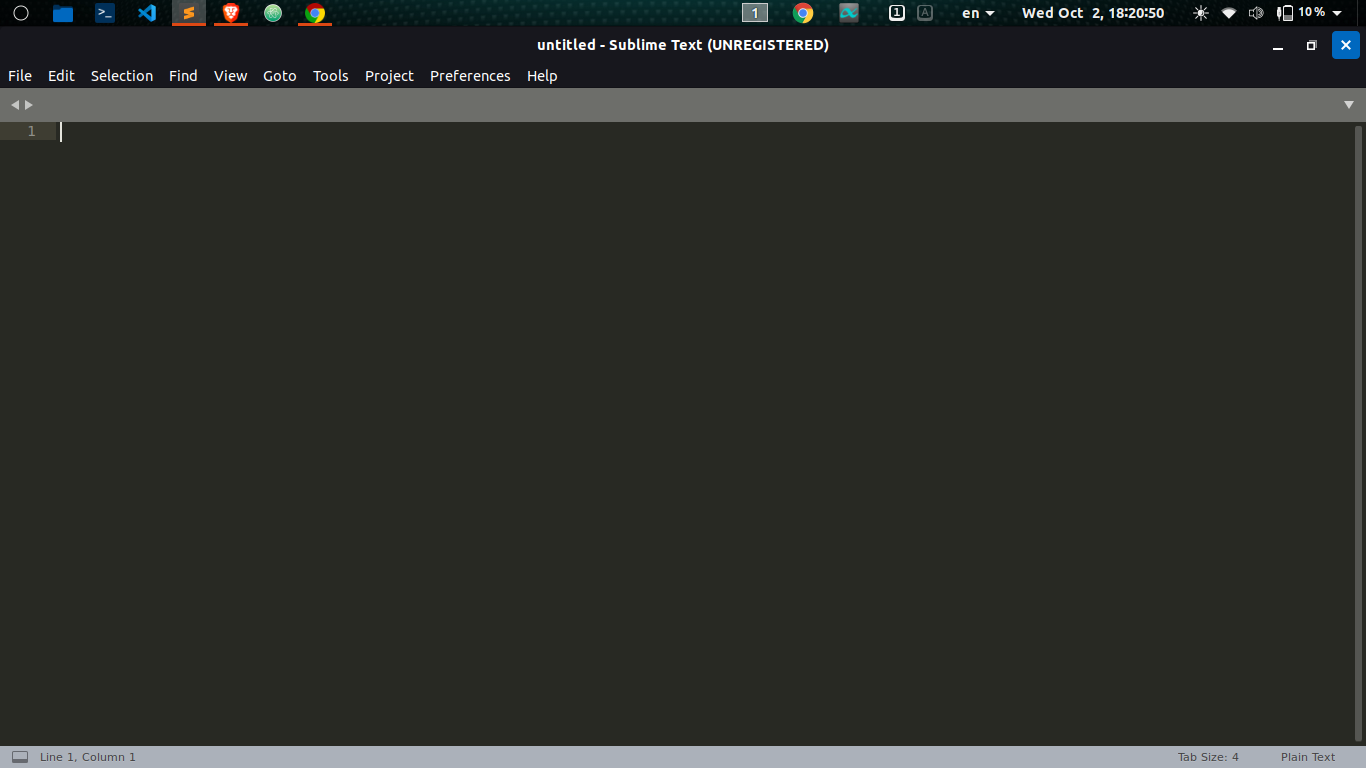 >_ 1 1 A en Wed Oct 2, 18:20:50 10 %
untitled - Sublime Text (UNREGISTERED)
File Edit Selection Find View Goto Tools Project Preferences Help
1
Line 1, Column 1 Tab Size: 4 Plain Text